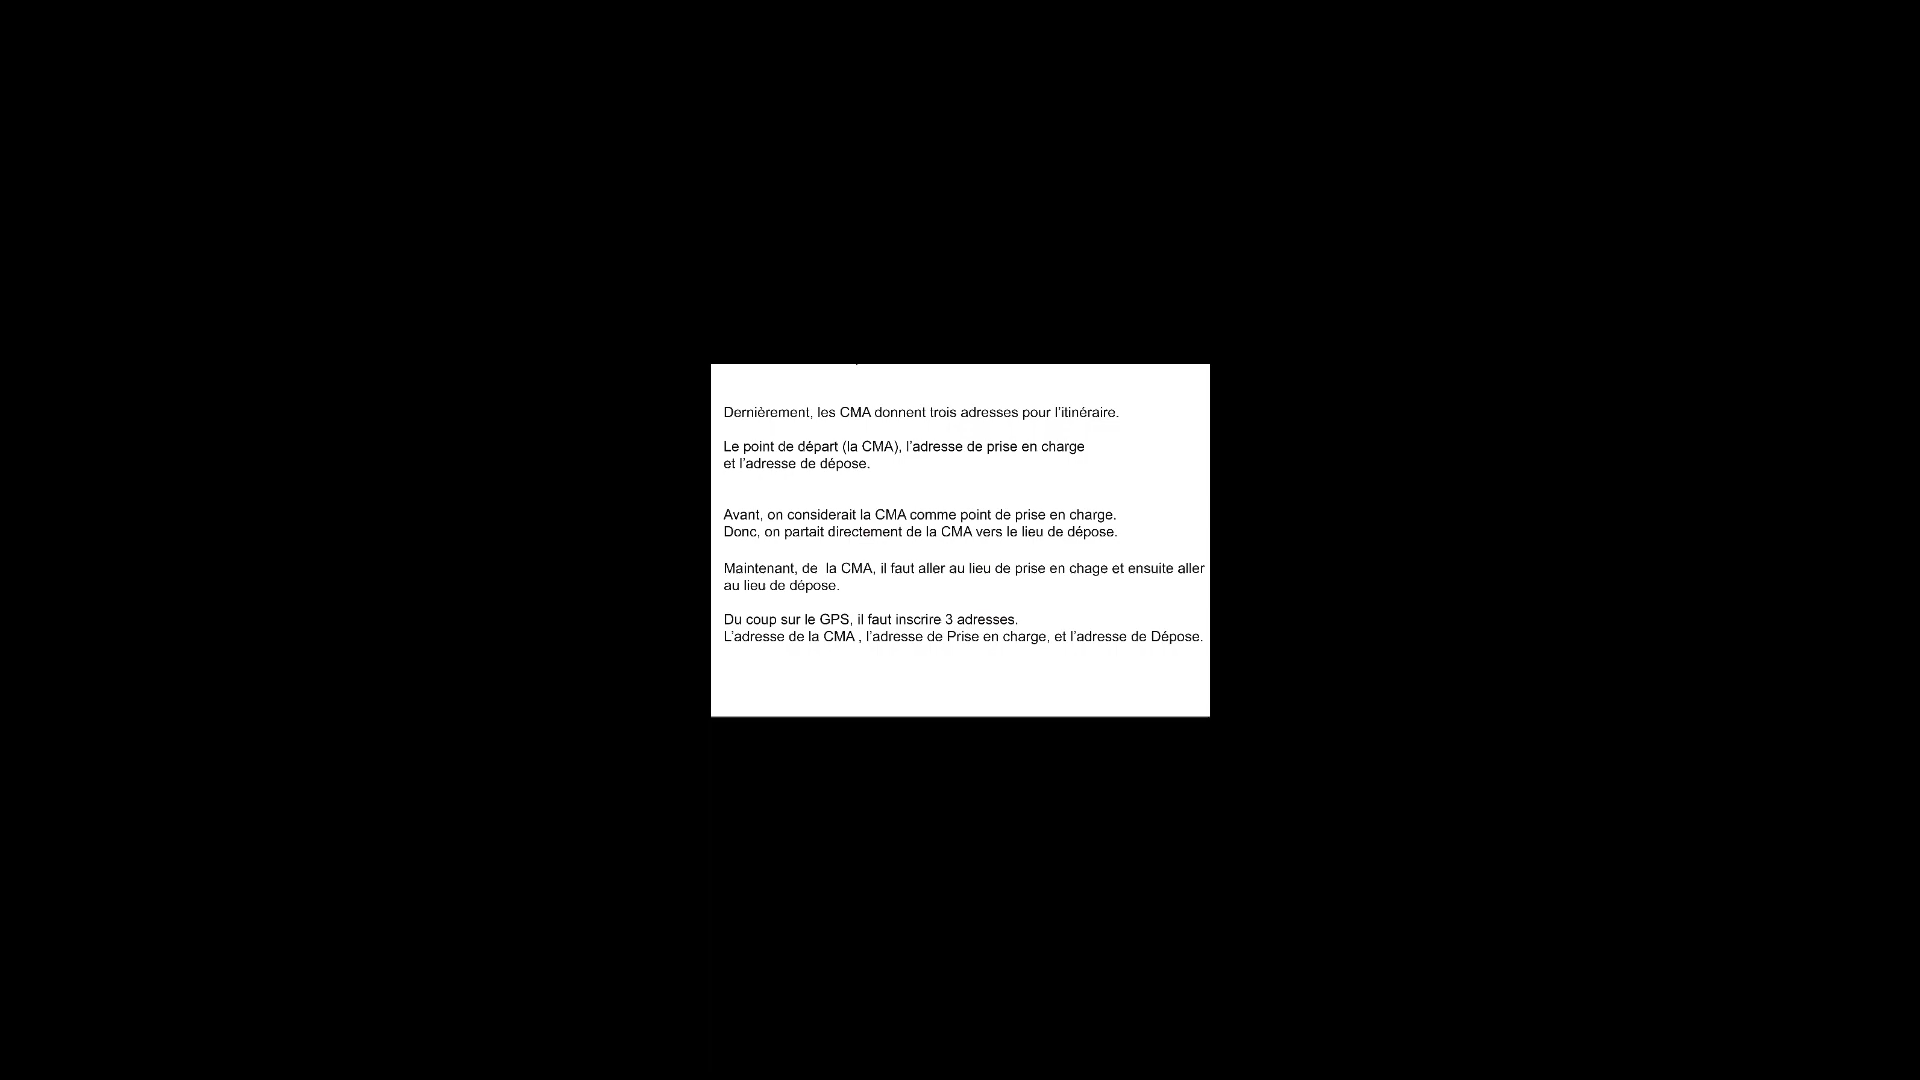 Dernièrement, les CMA donnent trois adresses pour l'itinéraire.
Le point de départ (la CMA), l'adresse de prise en charge
et l'adresse de dépose.
Avant, on considerait la CMA comme point de prise en charge.
Donc, on partait directement de la CMA vers le lieu de dépose.
Maintenant, de  la CMA, il faut aller au lieu de prise en chage et ensuite aller
au lieu de dépose.
Du coup sur le GPS, il faut inscrire 3 adresses.
L'adresse de la CMA , l'adresse de Prise en charge, et l'adresse de Dépose.